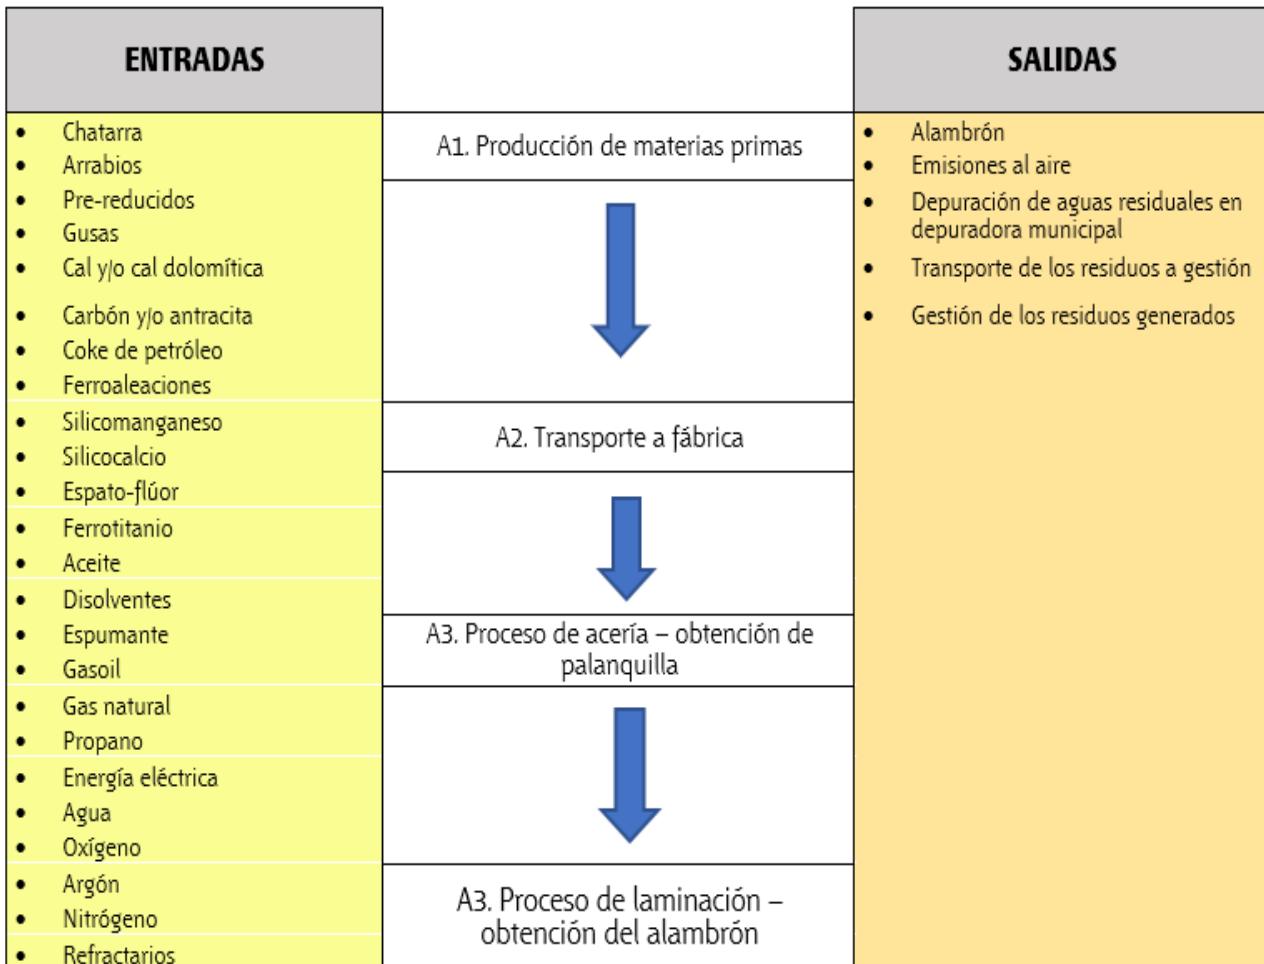 ENTRADAS
Chatarra
Arrabios
Pre-reducidos
Gusas
Cal y/o cal dolomítica
Carbón y/o antracita
Coke de petróleo
Ferroaleaciones
Silicomanganeso
Silicocalcio
Espato-flúor
Ferrotitanio
Aceite
Disolventes
Espumante
Gasoil
Gas natural
Propano
Energía eléctrica
Agua
Oxígeno
Argón
Nitrógeno
Refractarios
A1. Producción de materias primas
A2. Transporte a fábrica
A3. Proceso de acería – obtención de
palanquilla
A3. Proceso de laminación –
obtención del alambrón
SALIDAS
Alambrón
Emisiones al aire
Depuración de aguas residuales en
depuradora municipal
Transporte de los residuos a gestión
Gestión de los residuos generados